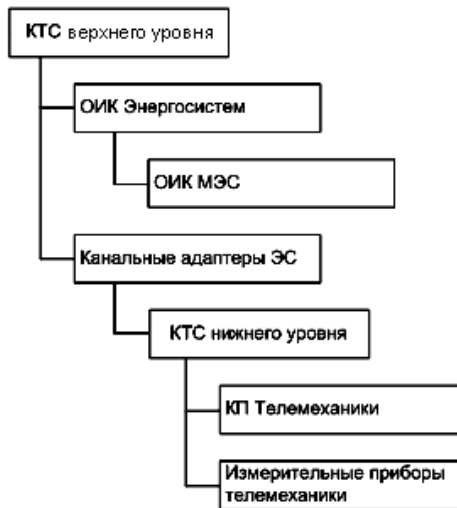 КТС верхнего уровня
ОИК Энергосистем
ОИК МЭС
Канальные адаптеры ЭС
КТС нижнего уровня
КП Телемеханики
Измерительные приборы
телемеханики